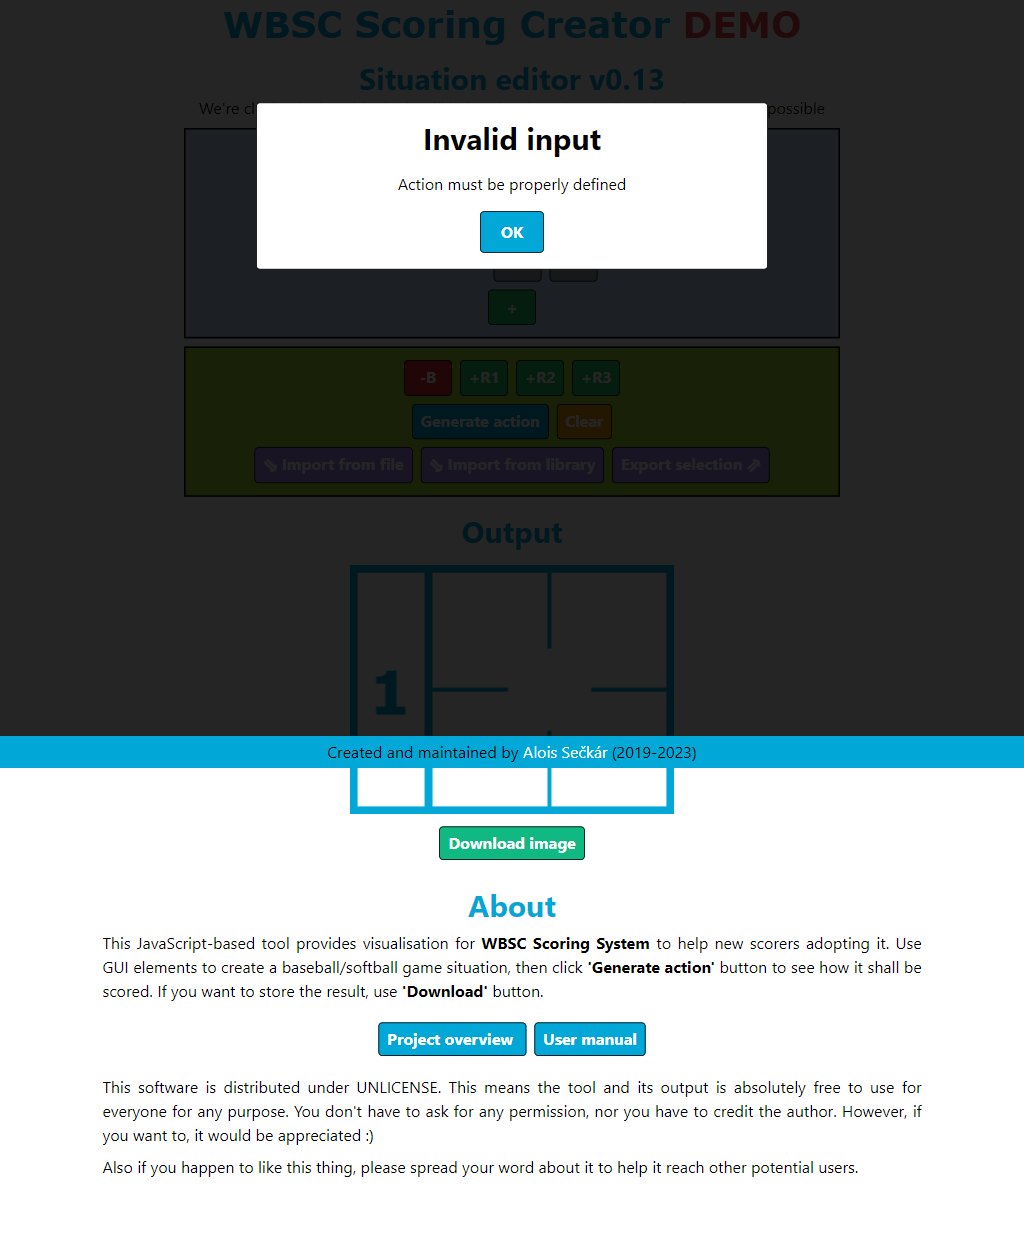 WBSC Scoring Creator DEMO
Situation editor v0.13
We're cl
possible
Invalid input
Action must be properly defined
OK
+
-B +R1 +R2 +R3
Generate action Clear
Import from file Import from library Export selection
Output
1
Created and maintained by Alois Sečkár (2019-2023)
Download image
About
This JavaScript-based tool provides visualisation for WBSC Scoring System to help new scorers adopting it. Use
GUI elements to create a baseball/softball game situation, then click 'Generate action' button to see how it shall be
scored. If you want to store the result, use 'Download' button.
Project overview User manual
This software is distributed under UNLICENSE. This means the tool and its output is absolutely free to use for
everyone for any purpose. You don't have to ask for any permission, nor you have to credit the author. However, if
you want to, it would be appreciated :)
Also if you happen to like this thing, please spread your word about it to help it reach other potential users.